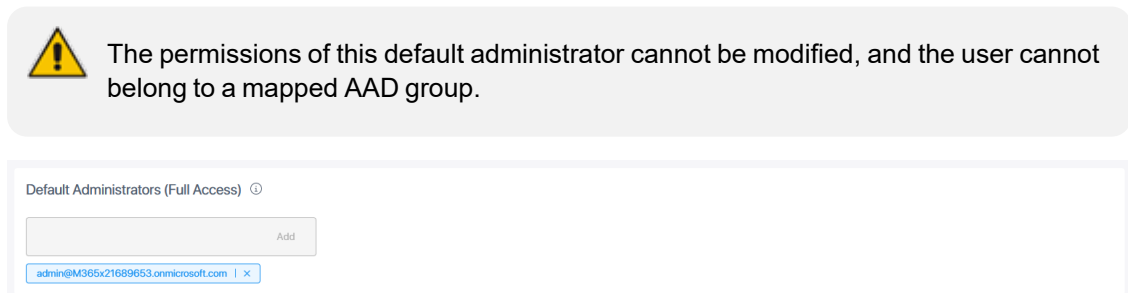 The permissions of this default administrator cannot be modified, and the user cannot
belong to a mapped AAD group.
Default Administrators (Full Access)
Add
admin@M365x21689653.onmicrosoft.com | ×